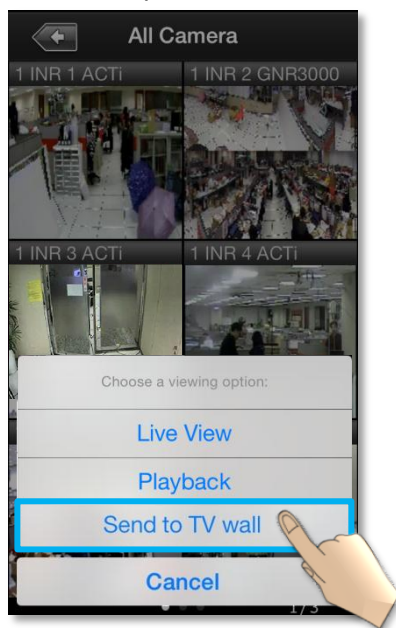 All Camera
1 INR 1 ACTi
1 INR 2 GNR3000
1 INR 3 ACTi
1 INR 4 ACTi
Choose a viewing option:
Live View
Playback
Send to TV wall
Cancel
1/3